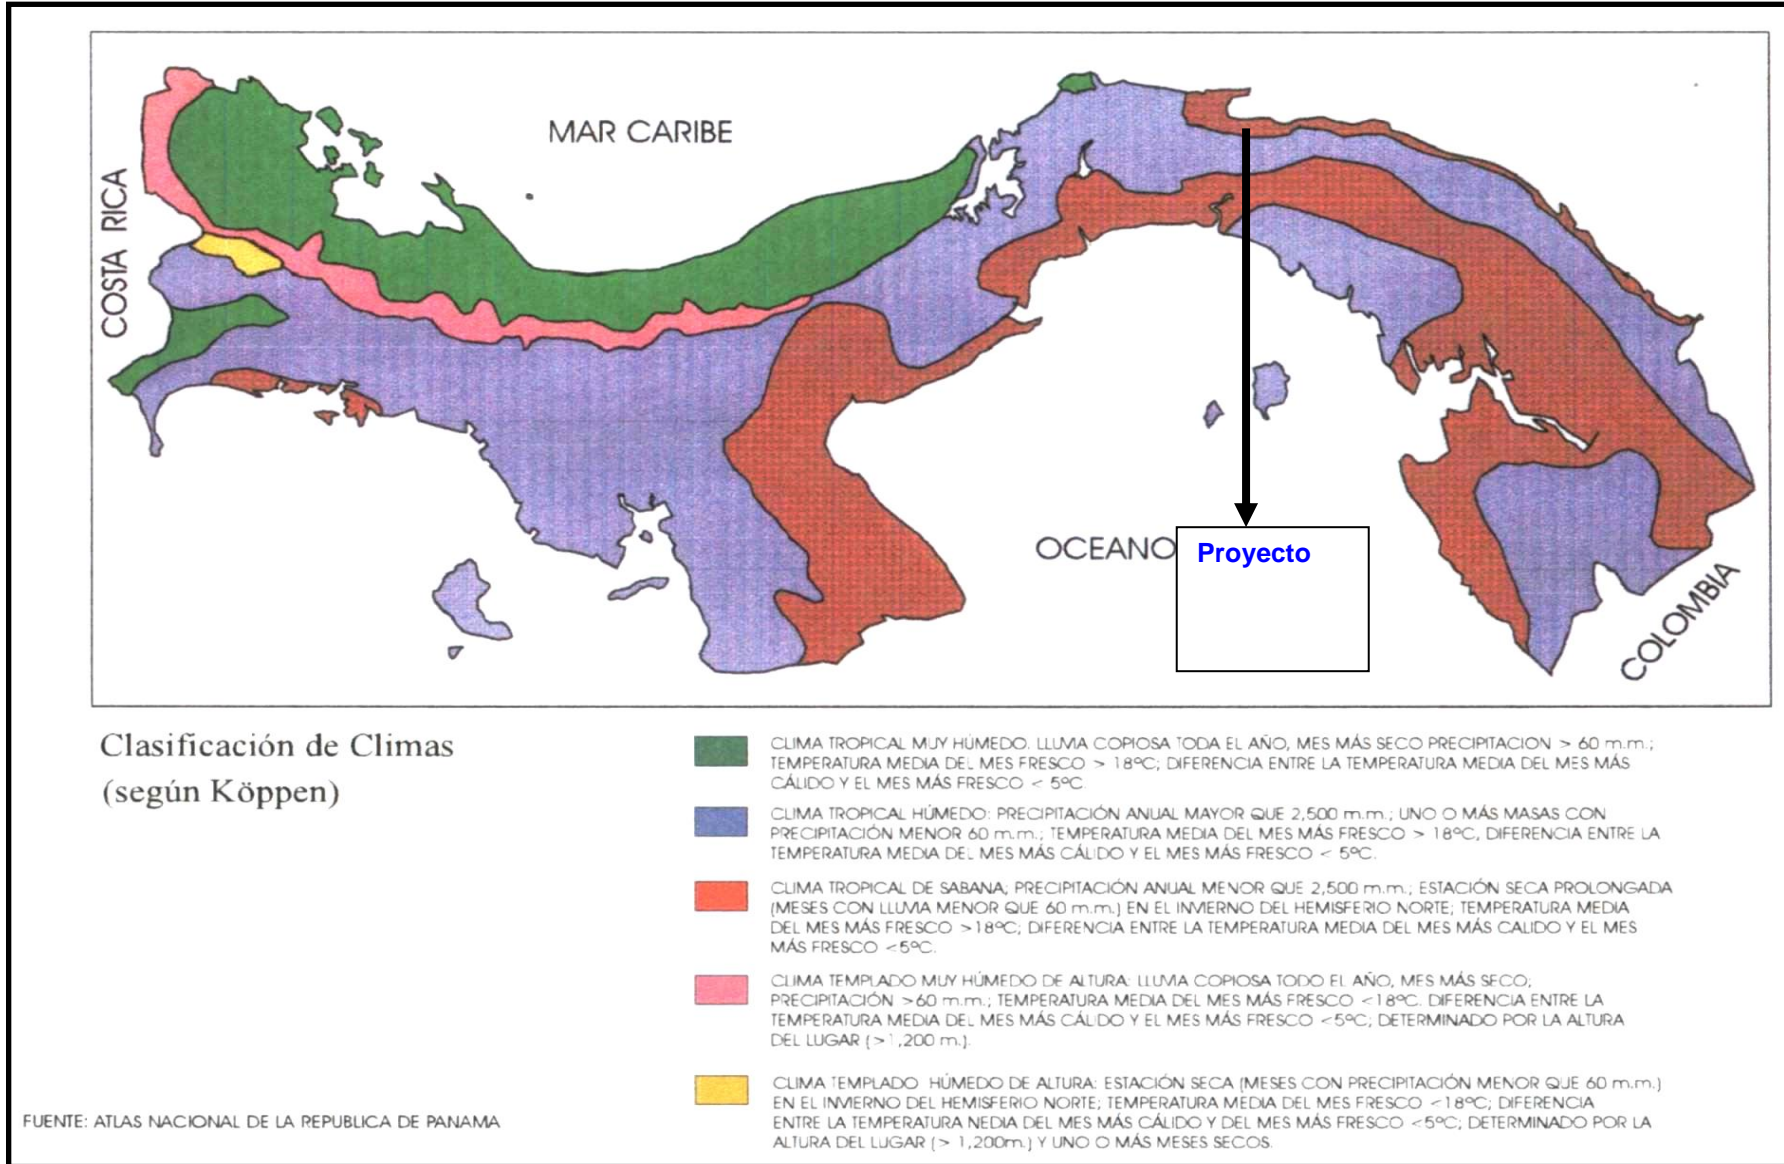 MAR CARIBE
COSTA RICA
OCEANO
Proyecto
COLOMBIA
Clasificación de Climas
(según Köppen)
CLIMA TROPICAL MUY HÚMEDO. LLUVIA COPIOSA TODA EL AÑO, MES MÁS SECO PRECIPITACION > 60 m.m.;
TEMPERATURA MEDIA DEL MES FRESCO > 18ºC; DIFERENCIA ENTRE LA TEMPERATURA MEDIA DEL MES MÁS
CÁLIDO Y EL MES MÁS FRESCO < 5ºC.
CLIMA TROPICAL HÚMEDO: PRECIPITACIÓN ANUAL MAYOR QUE 2,500 m.m.; UNO O MÁS MASAS CON
PRECIPITACIÓN MENOR 60 m.m.; TEMPERATURA MEDIA DEL MES MÁS FRESCO > 18ºC, DIFERENCIA ENTRE LA
TEMPERATURA MEDIA DEL MES MÁS CÁLIDO Y EL MES MÁS FRESCO < 5ºC.
CLIMA TROPICAL DE SABANA; PRECIPITACIÓN ANUAL MENOR QUE 2,500 m.m.; ESTACIÓN SECA PROLONGADA
(MESES CON LLUVIA MENOR QUE 60 m.m.) EN EL INVIERNO DEL HEMISFERIO NORTE; TEMPERATURA MEDIA
DEL MES MÁS FRESCO >18ºC; DIFERENCIA ENTRE LA TEMPERATURA MEDIA DEL MES MÁS CALIDO Y EL MES
MÁS FRESCO <5ºC.
CLIMA TEMPLADO MUY HÚMEDO DE ALTURA: LLUVIA COPIOSA TODO EL AÑO, MES MÁS SECO;
PRECIPITACIÓN >60 m.m.; TEMPERATURA MEDIA DEL MES MÁS FRESCO <18ºC. DIFERENCIA ENTRE LA
TEMPERATURA MEDIA DEL MES MÁS CÁLIDO Y EL MES MÁS FRESCO <5ºC; DETERMINADO POR LA ALTURA
DEL LUGAR (>1,200 m.).
CLIMA TEMPLADO HÚMEDO DE ALTURA: ESTACIÓN SECA (MESES CON PRECIPITACIÓN MENOR QUE 60 m.m.)
EN EL INVIERNO DEL HEMISFERIO NORTE; TEMPERATURA MEDIA DEL MES FRESCO <18ºC; DIFERENCIA
ENTRE LA TEMPERATURA NEDIA DEL MES MÁS CÁLIDO Y DEL MES MÁS FRESCO <5ºC; DETERMINADO POR LA
ALTURA DEL LUGAR (> 1,200m.) Y UNO O MÁS MESES SECOS.
FUENTE: ATLAS NACIONAL DE LA REPUBLICA DE PANAMA